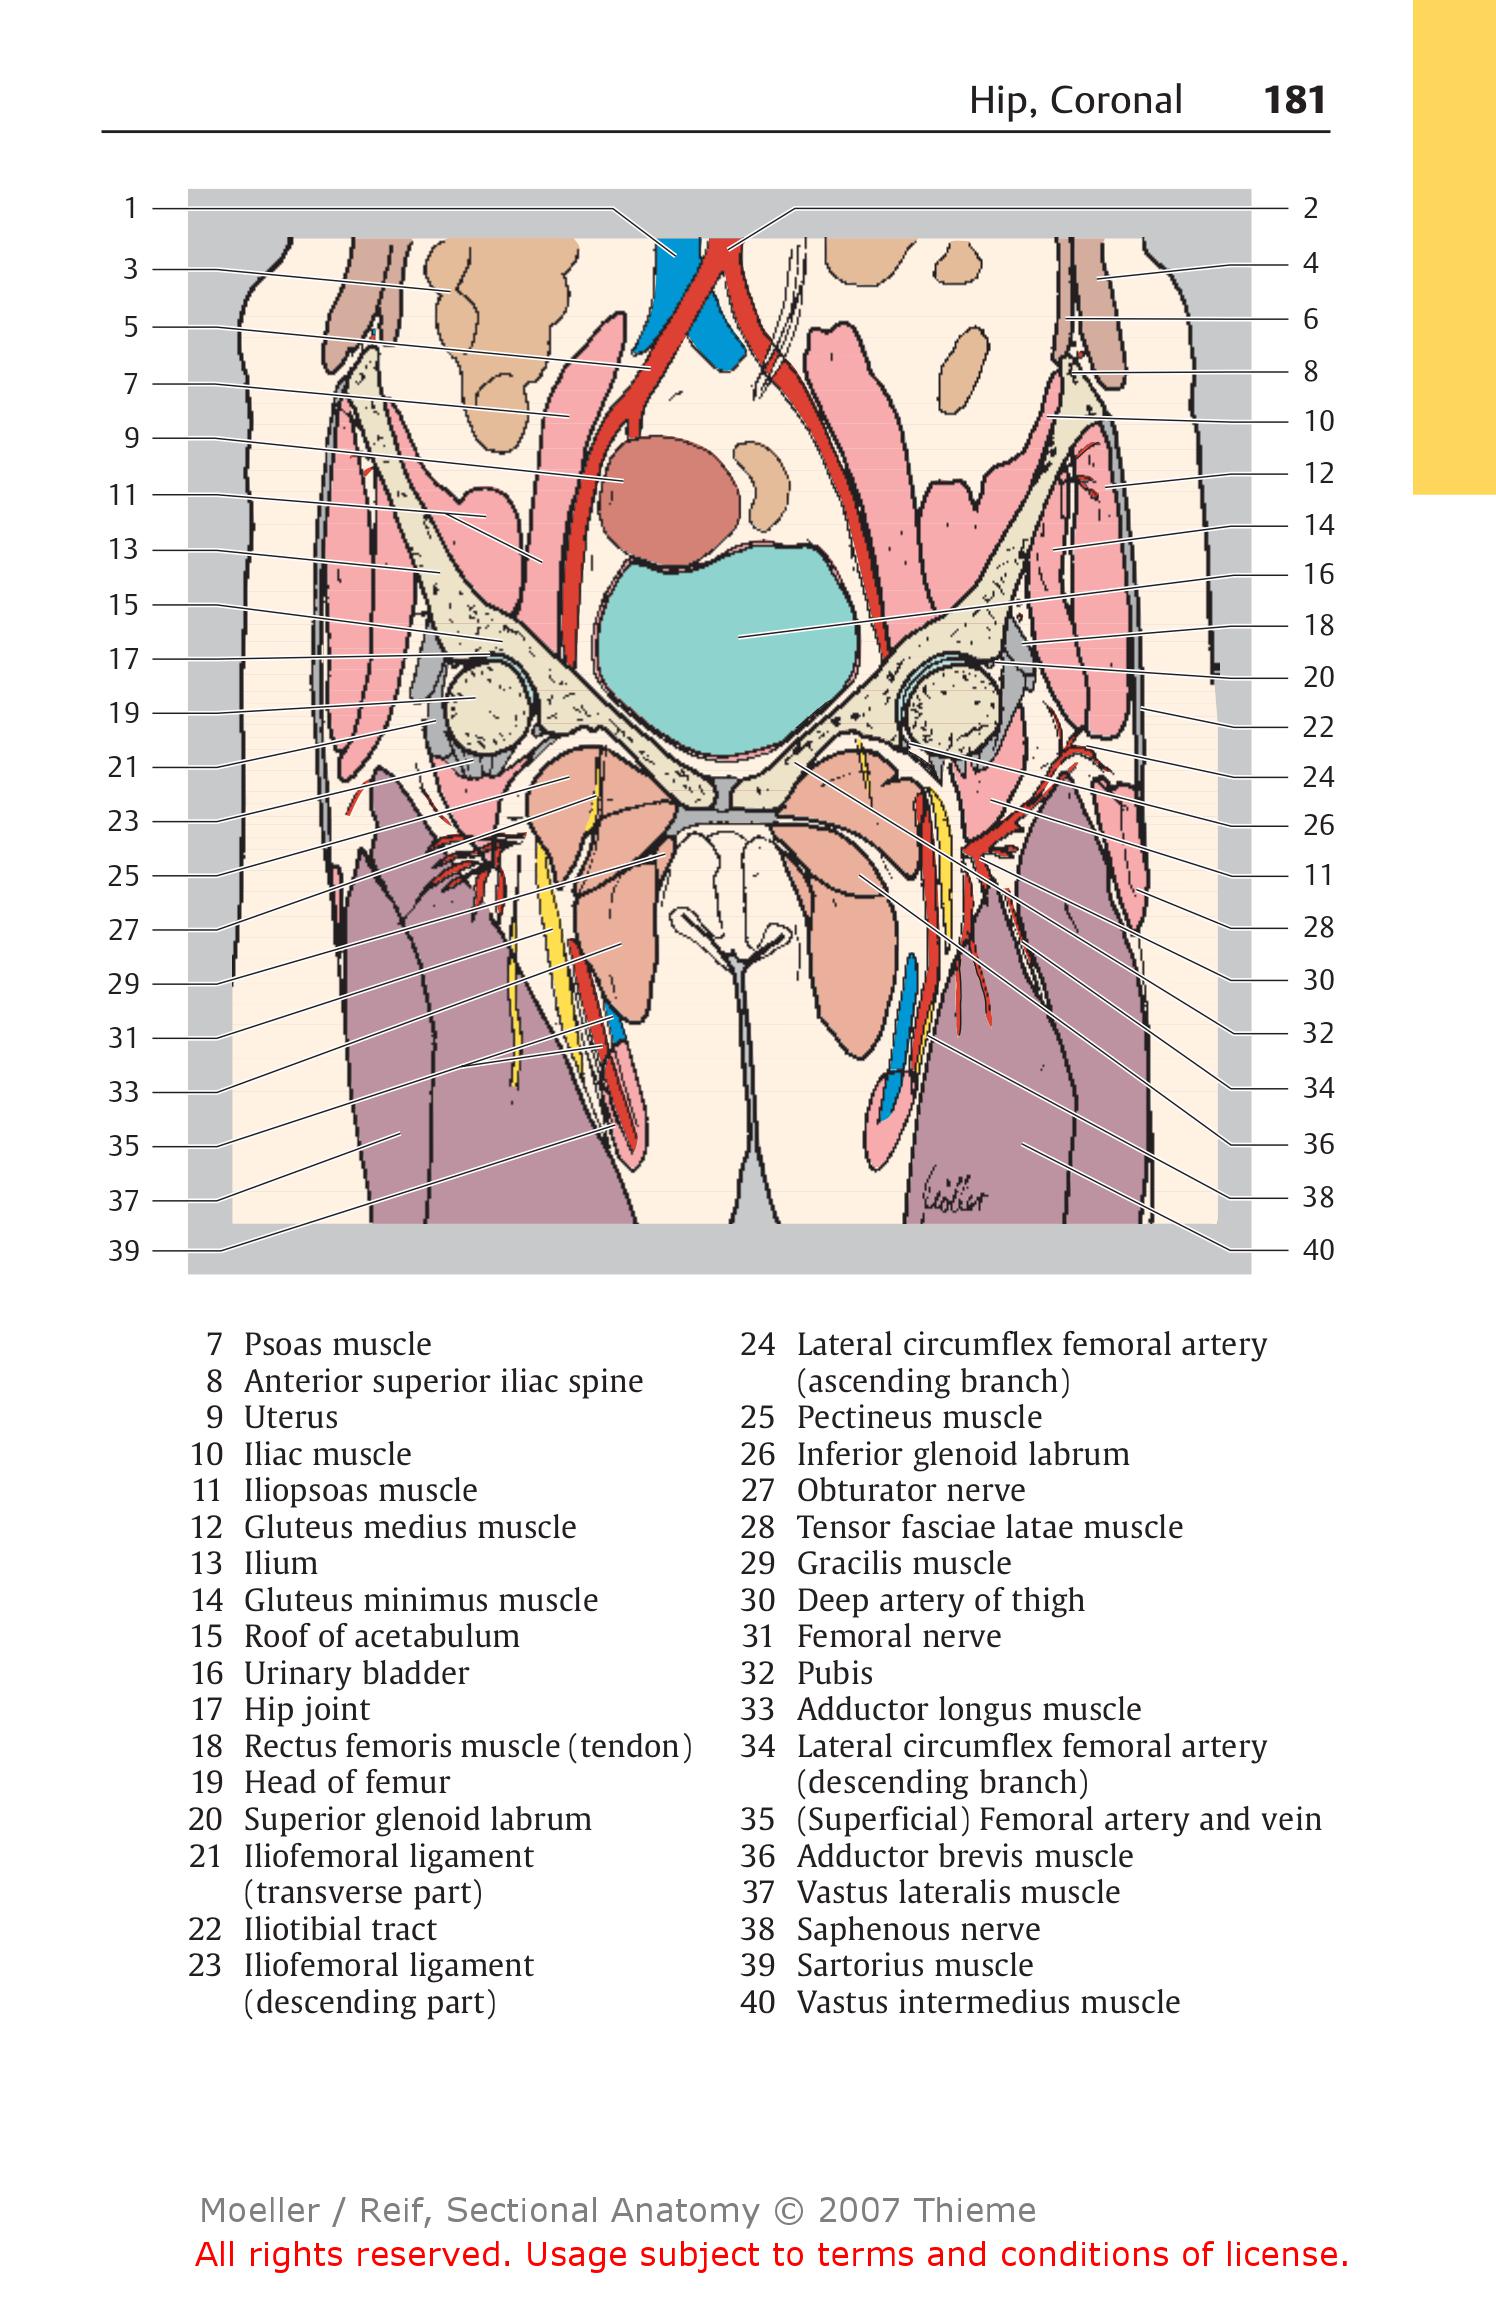 Hip, Coronal 181
1 2
3 4
5 6
7 8
9 10
11 12
13 14
15 16
17 18
19 20
21 22
23 24
25 26
27 11
29 28
31 30
33 32
35 34
37 36
39 38
40
7 Psoas muscle
8 Anterior superior iliac spine
9 Uterus
10 Iliac muscle
11 Iliopsoas muscle
12 Gluteus medius muscle
13 Ilium
14 Gluteus minimus muscle
15 Roof of acetabulum
16 Urinary bladder
17 Hip joint
18 Rectus femoris muscle (tendon)
19 Head of femur
20 Superior glenoid labrum
21 Iliofemoral ligament
(transverse part)
22 Iliotibial tract
23 Iliofemoral ligament
(descending part)
24 Lateral circumflex femoral artery
(ascending branch)
25 Pectineus muscle
26 Inferior glenoid labrum
27 Obturator nerve
28 Tensor fasciae latae muscle
29 Gracilis muscle
30 Deep artery of thigh
31 Femoral nerve
32 Pubis
33 Adductor longus muscle
34 Lateral circumflex femoral artery
(descending branch)
35 (Superficial) Femoral artery and vein
36 Adductor brevis muscle
37 Vastus lateralis muscle
38 Saphenous nerve
39 Sartorius muscle
40 Vastus intermedius muscle
Moeller / Reif, Sectional Anatomy © 2007 Thieme
All rights reserved. Usage subject to terms and conditions of license.